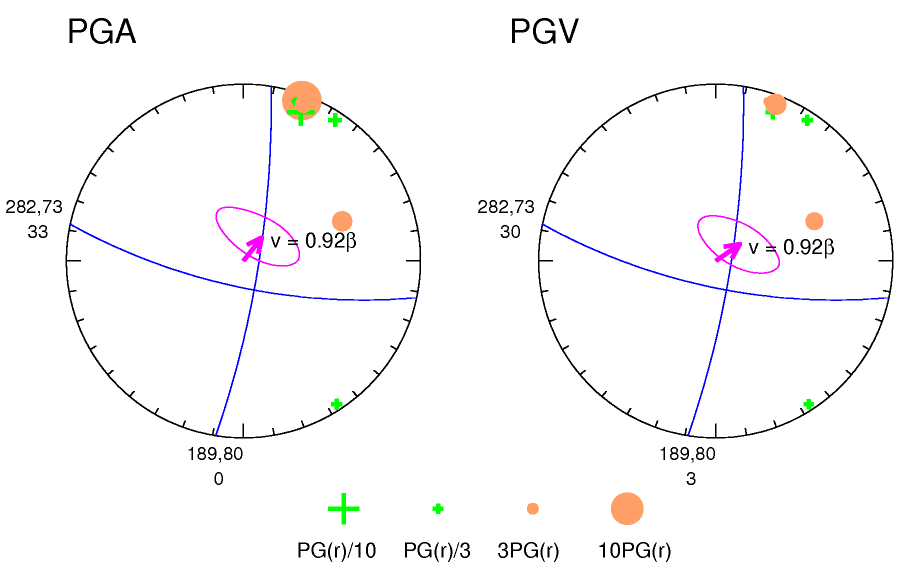 PGA PGV
282,73 282,73
33 30
v = 0.92β v = 0.92β
189,80 189,80
0 3
PG(r)/10 PG(r)/3 3PG(r) 10PG(r)